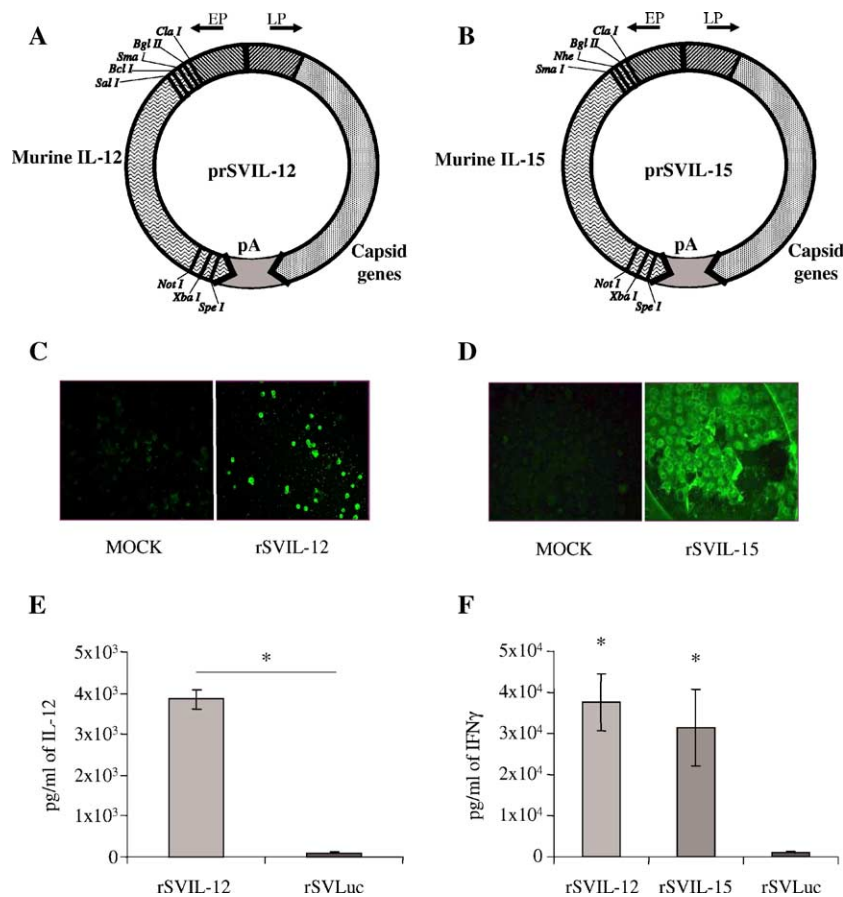 A
EP LP
Cla I
Bgl II
Sma I
Bcl I
Sal I
Murine IL-12
prSVIL-12
pA
Capsid
genes
Not I
Xba I
Spe I
B
EP LP
Cla I
Bgl II
Nhe I
Sma I
Murine IL-15
prSVIL-15
pA
Capsid
genes
Not I
Xba I
Spe I
C
MOCK rSVIL-12
D
MOCK rSVIL-15
E
pg/ml of IL-12
5x10³
4x10³
3x10³
2x10³
1x10³
0
*
rSVIL-12 rSVLuc
F
pg/ml of IFNγ
5x10⁴
4x10⁴
3x10⁴
2x10⁴
1x10⁴
0
* *
rSVIL-12 rSVIL-15 rSVLuc